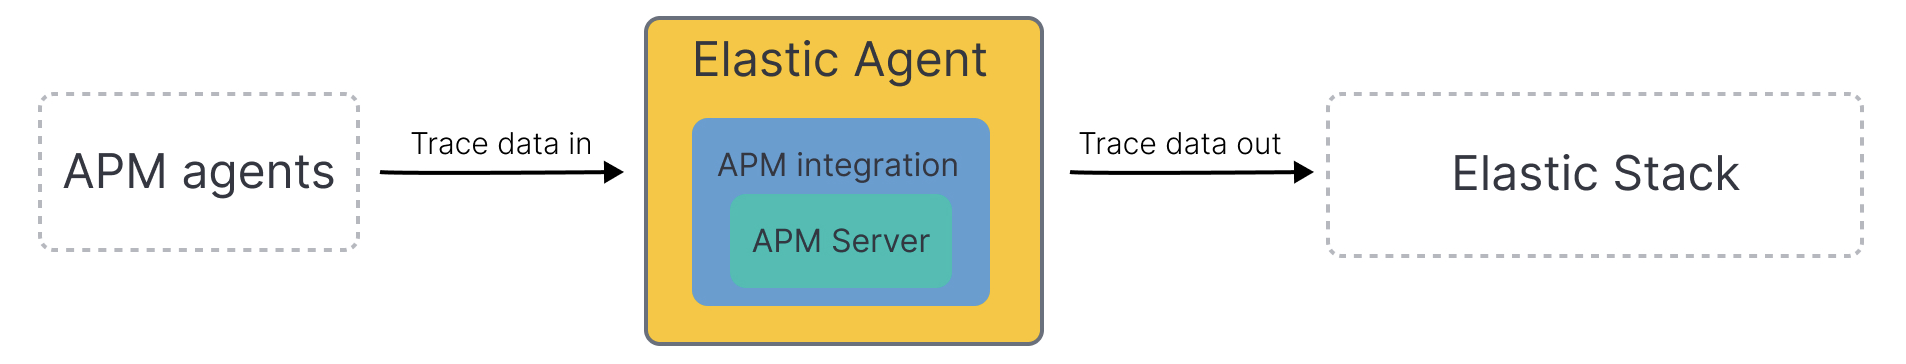 APM agents
Trace data in
Elastic Agent
APM integration
APM Server
Trace data out
Elastic Stack